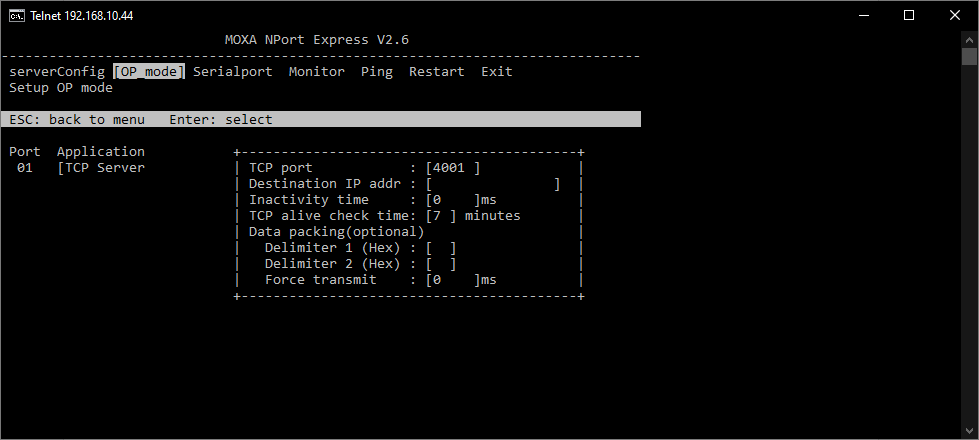 Telnet 192.168.10.44
MOXA NPort Express V2.6
--------------------------------------------------------------------------------
serverConfig [OP_mode] Serialport Monitor Ping Restart Exit
Setup OP mode
ESC: back to menu Enter: select
Port Application +------------------------------------------+
01 [TCP Server | TCP port : [4001 ] |
| Destination IP addr : [ ] |
| Inactivity time : [0 ]ms |
| TCP alive check time: [7 ] minutes |
| Data packing(optional) |
| Delimiter 1 (Hex) : [ ] |
| Delimiter 2 (Hex) : [ ] |
| Force transmit : [0 ]ms |
+------------------------------------------+